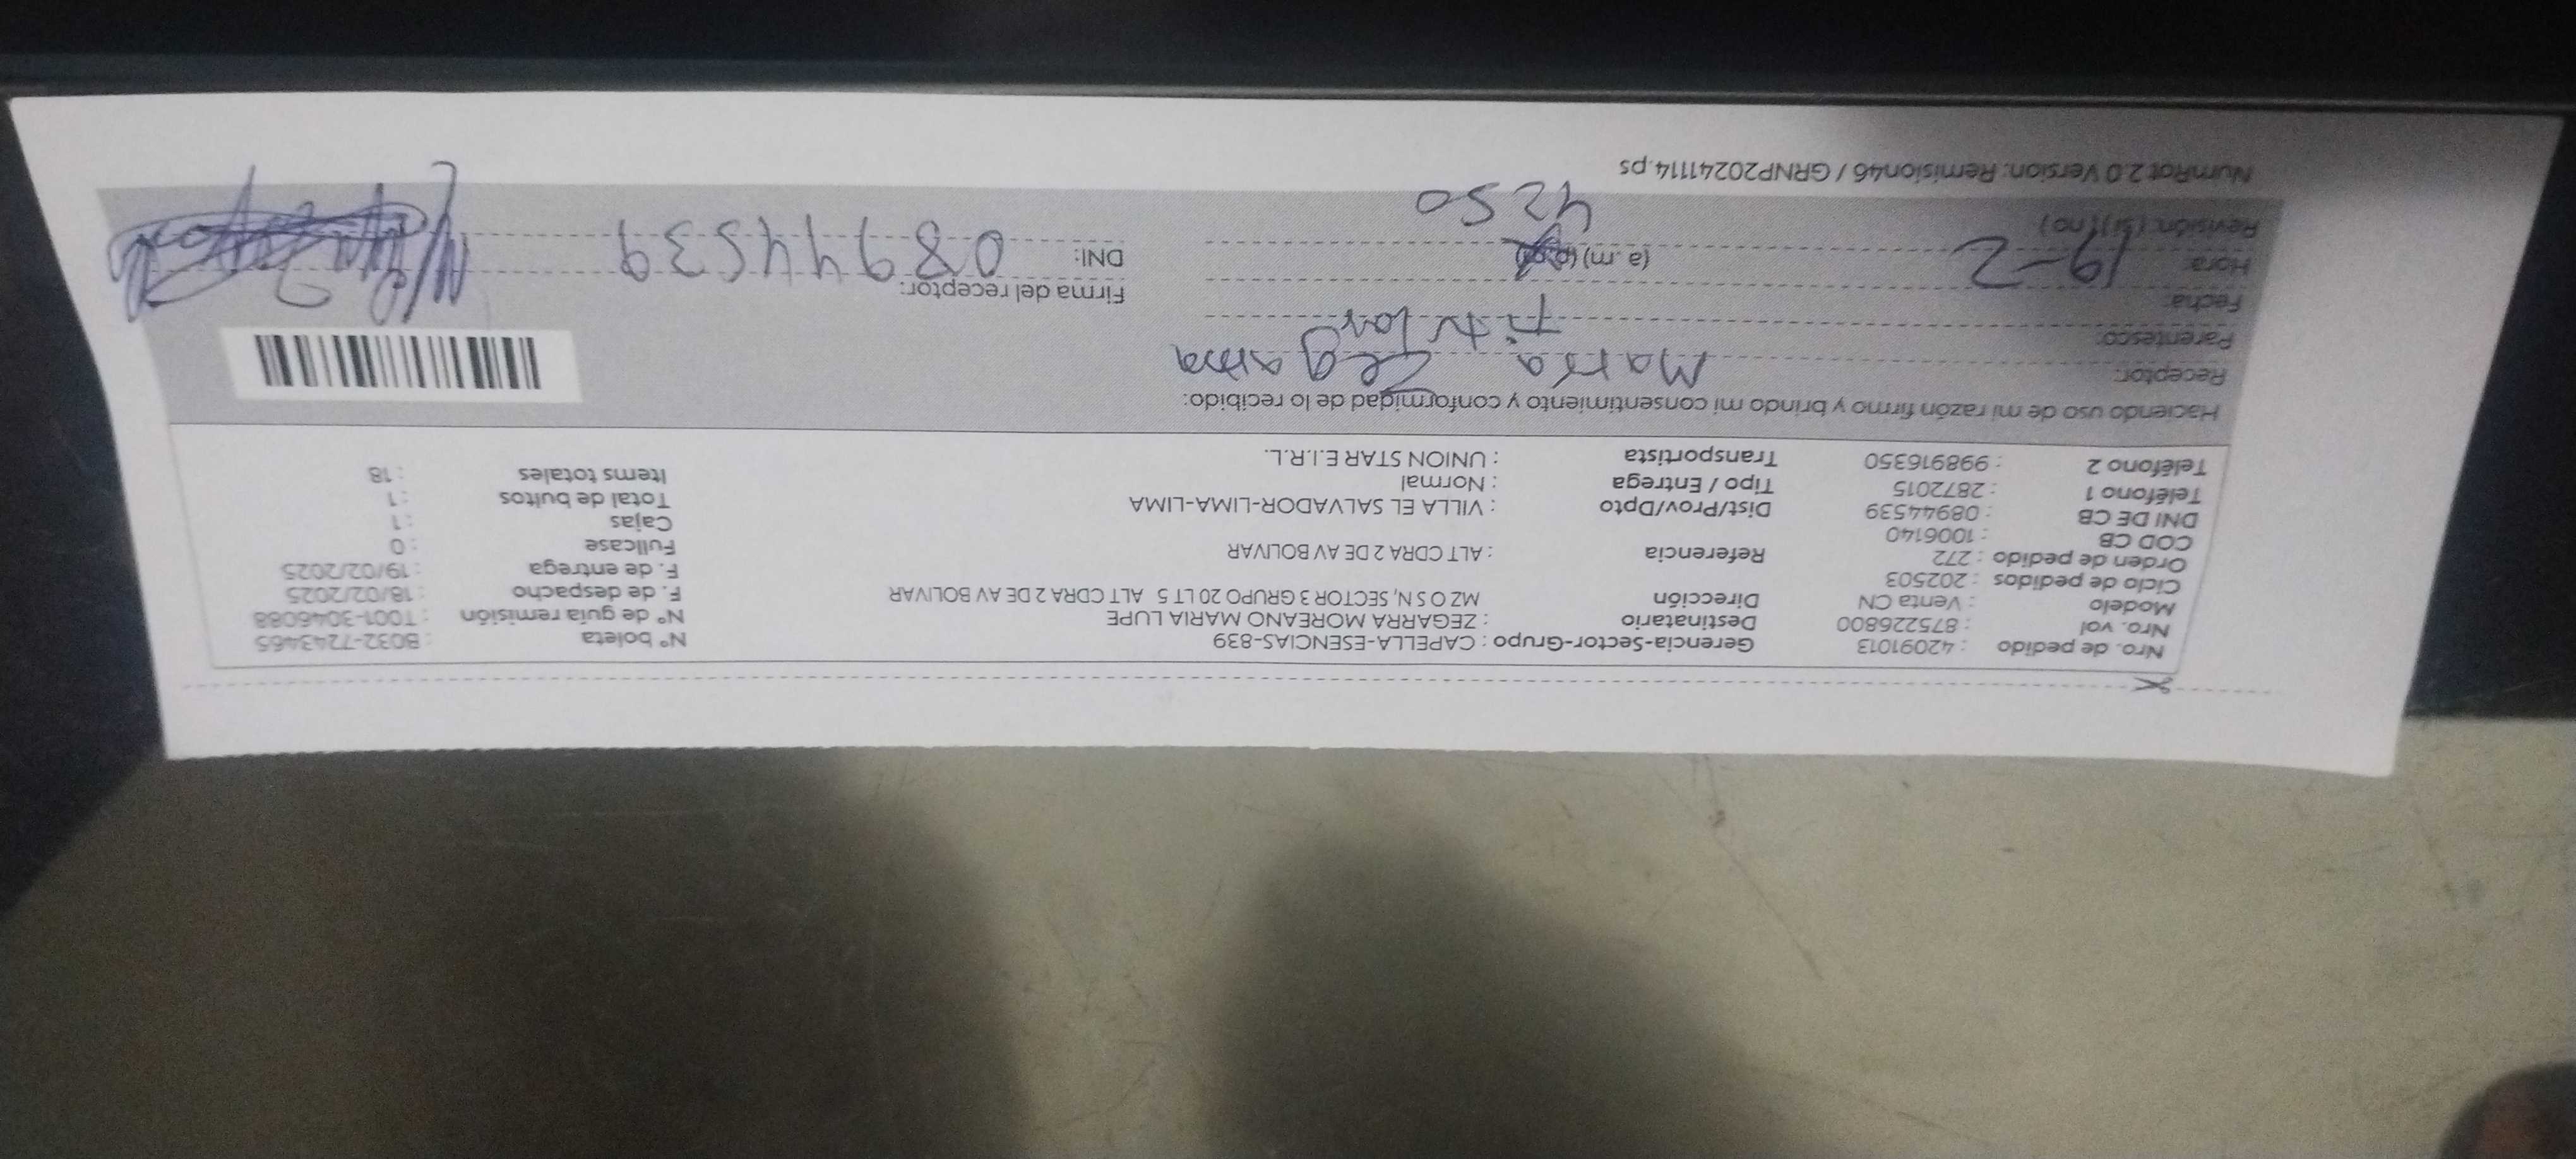 Nro. de pedido : 42091013 Gerencia-Sector-Grupo : CAPELLA-ESENCIAS-839 N° boleta : B032-7243465
Nro. vol : 875226800 Destinatario : ZEGARRA MOREANO MARIA LUPE N° de guía remisión : T001-3046088
Modelo : Venta CN Dirección MZ O S N, SECTOR 3 GRUPO 20 LT 5 ALT CDRA 2 DE AV BOLIVAR F. de despacho : 18/02/2025
Ciclo de pedidos : 202503 F. de entrega : 19/02/2025
Orden de pedido : 272 Referencia : ALT CDRA 2 DE AV BOLIVAR Fullcase : 0
COD CB : 1006140 Cajas : 1
DNI DE CB : 08944539 Dist/Prov/Dpto : VILLA EL SALVADOR-LIMA-LIMA Total de bultos : 1
Teléfono 1 : 2872015 Tipo / Entrega : Normal Items totales : 18
Teléfono 2 : 998916350 Transportista : UNION STAR E.I.R.L.
Haciendo uso de mi razón firmo y brindo mi consentimiento y conformidad de lo recibido:
Receptor: Maria Zegarra
Parentesco: Titular
Fecha: 19-2 Firma del receptor:
Hora: (a.m) DNI: 08944539
Revisión: (si) (no) 4250
NumRot 2.0 Version: Remision46 / GRNP20241114.ps